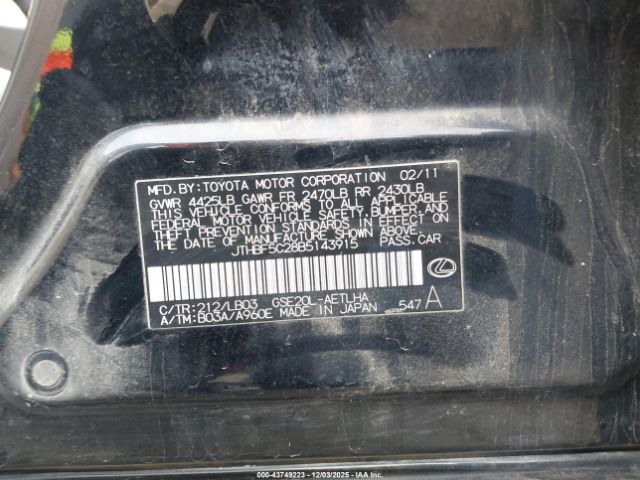 MFD.BY:TOYOTA MOTOR CORPORATION 02/11
GVWR 4425LB GAWR FR 2470LB RR 2430LB
THIS VEHICLE CONFORMS TO ALL APPLICABLE
FEDERAL MOTOR VEHICLE SAFETY, BUMPER, AND
THEFT PREVENTION STANDARDS IN EFFECT ON
THE DATE OF MANUFACTURE SHOWN ABOVE.
JTHBF5C28B5143915 PASS.CAR
C/TR:212/LB03 GSE20L-AETLHA
A/TM:B03A/A960E MADE IN JAPAN 547 A
000-43749223 - 12/03/2025 - IAAI.COM